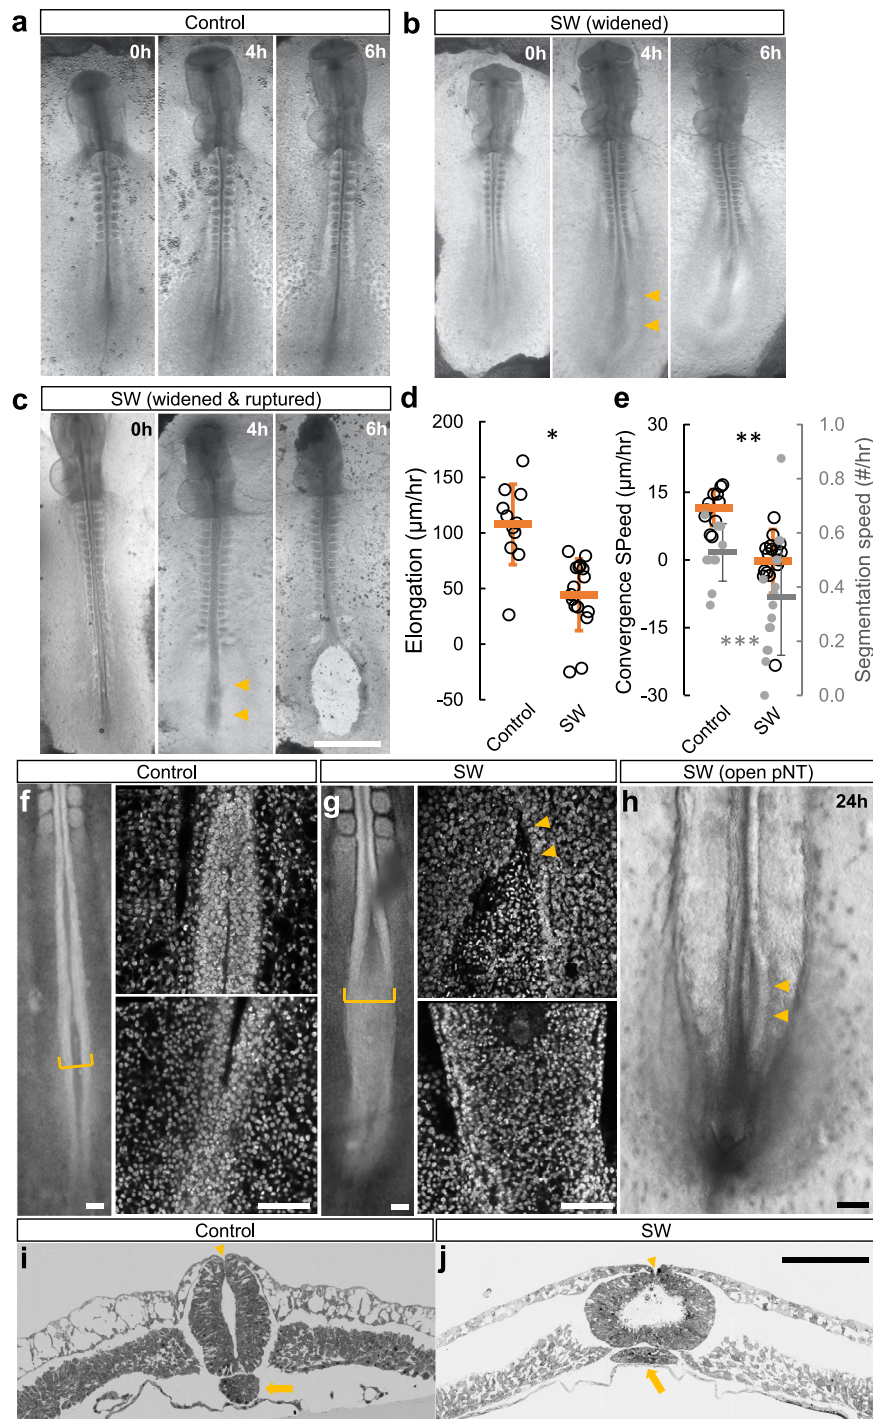 a
Control
0h
4h
6h
b
SW (widened)
0h
4h
6h
c
SW (widened & ruptured)
0h
4h
6h
d
Elongation (µm/hr)
200
150
100
50
0
-50
*
Control
SW
e
Convergence SPeed (µm/hr)
30
15
0
-15
-30
**
***
Segmentation speed (#/hr)
1.0
0.8
0.6
0.4
0.2
0.0
Control
SW
Control
f
SW
g
SW (open pNT)
h
24h
Control
i
SW
j